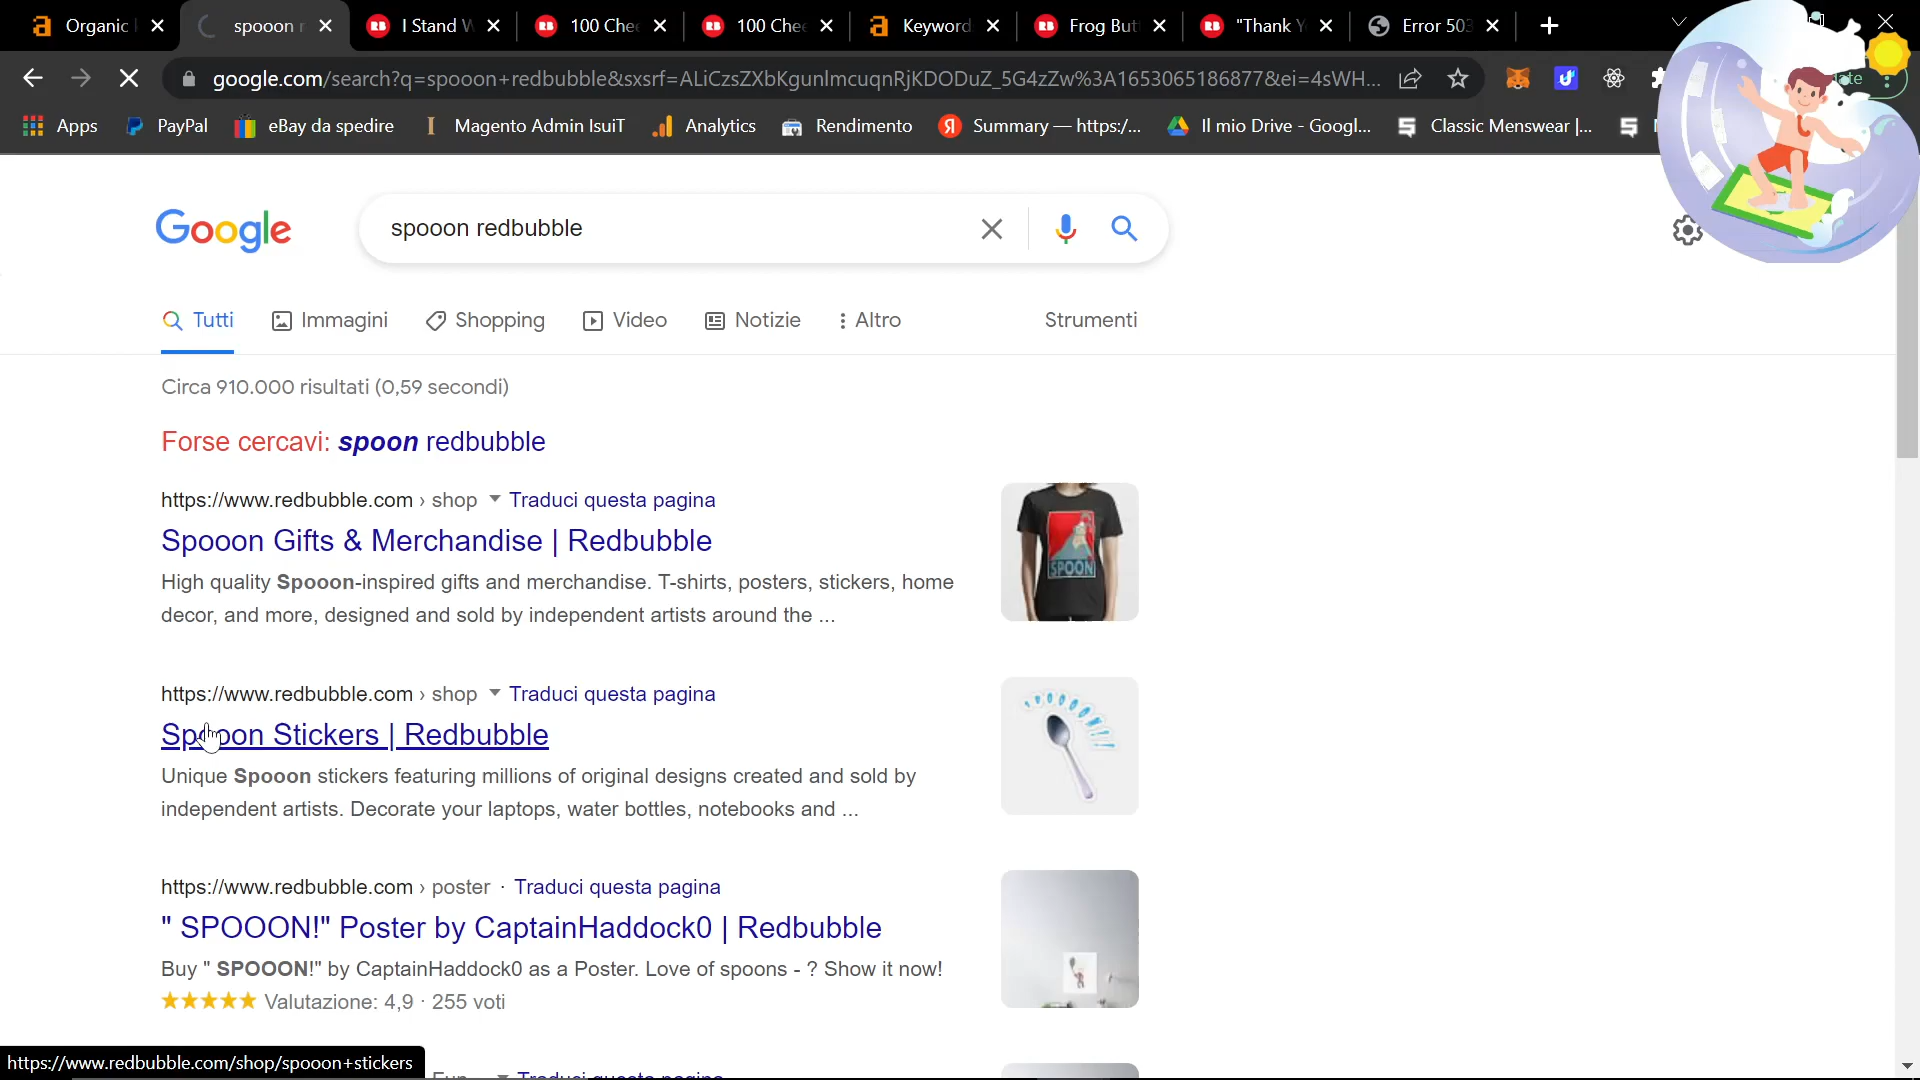 Organic
spooon r
I Stand W
100 Chee
100 Chee
Keyword
Frog But
"Thank Y
Error 503
google.com/search?q=spooon+redbubble&sxsrf=ALiCzsZXbKgunImcuqnRjKDODuZ_5G4zZw%3A1653065186877&ei=4sWH...
Apps
PayPal
eBay da spedire
Magento Admin IsuiT
Analytics
Rendimento
Summary — https:/...
Il mio Drive - Googl...
Classic Menswear |...
Google
spooon redbubble
Tutti
Immagini
Shopping
Video
Notizie
Altro
Strumenti
Circa 910.000 risultati (0,59 secondi)
Forse cercavi: spoon redbubble
https://www.redbubble.com › shop Traduci questa pagina
Spooon Gifts & Merchandise | Redbubble
High quality Spooon-inspired gifts and merchandise. T-shirts, posters, stickers, home
decor, and more, designed and sold by independent artists around the ...
SPOON
https://www.redbubble.com › shop Traduci questa pagina
Spooon Stickers | Redbubble
Unique Spooon stickers featuring millions of original designs created and sold by
independent artists. Decorate your laptops, water bottles, notebooks and ...
https://www.redbubble.com › poster · Traduci questa pagina
" SPOOON!" Poster by CaptainHaddock0 | Redbubble
Buy " SPOOON!" by CaptainHaddock0 as a Poster. Love of spoons - ? Show it now!
Valutazione: 4,9 · 255 voti
https://www.redbubble.com/shop/spooon+stickers
Traduci questa pagina